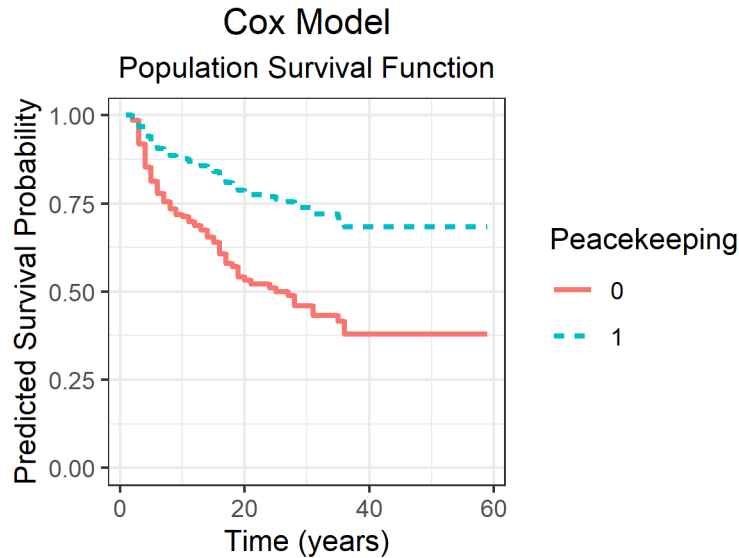 Cox Model
Population Survival Function
Predicted Survival Probability
1.00
0.75
0.50
0.25
0.00
0
20
40
60
Time (years)
Peacekeeping
0
1